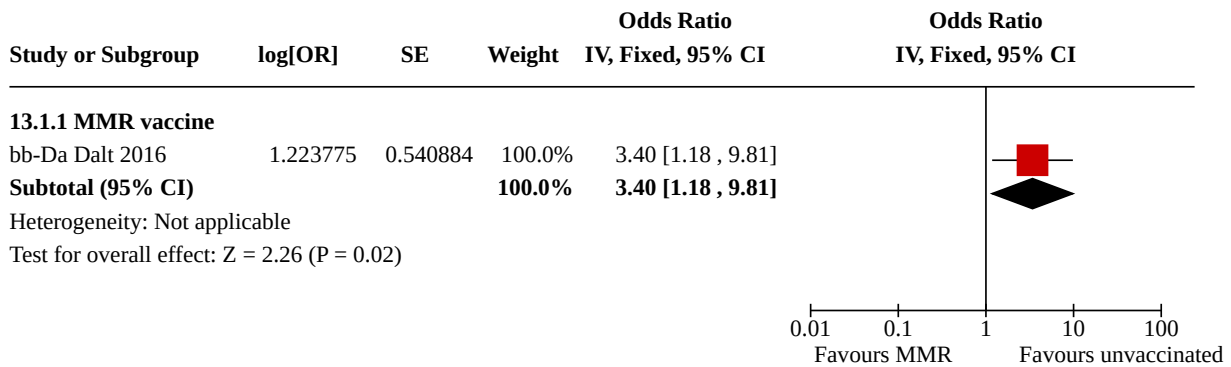 Odds Ratio Odds Ratio
Study or Subgroup log[OR] SE Weight IV, Fixed, 95% CI IV, Fixed, 95% CI
13.1.1 MMR vaccine
bb-Da Dalt 2016 1.223775 0.540884 100.0% 3.40 [1.18 , 9.81]
Subtotal (95% CI) 100.0% 3.40 [1.18 , 9.81]
Heterogeneity: Not applicable
Test for overall effect: Z = 2.26 (P = 0.02)
0.01 0.1 1 10 100
Favours MMR Favours unvaccinated